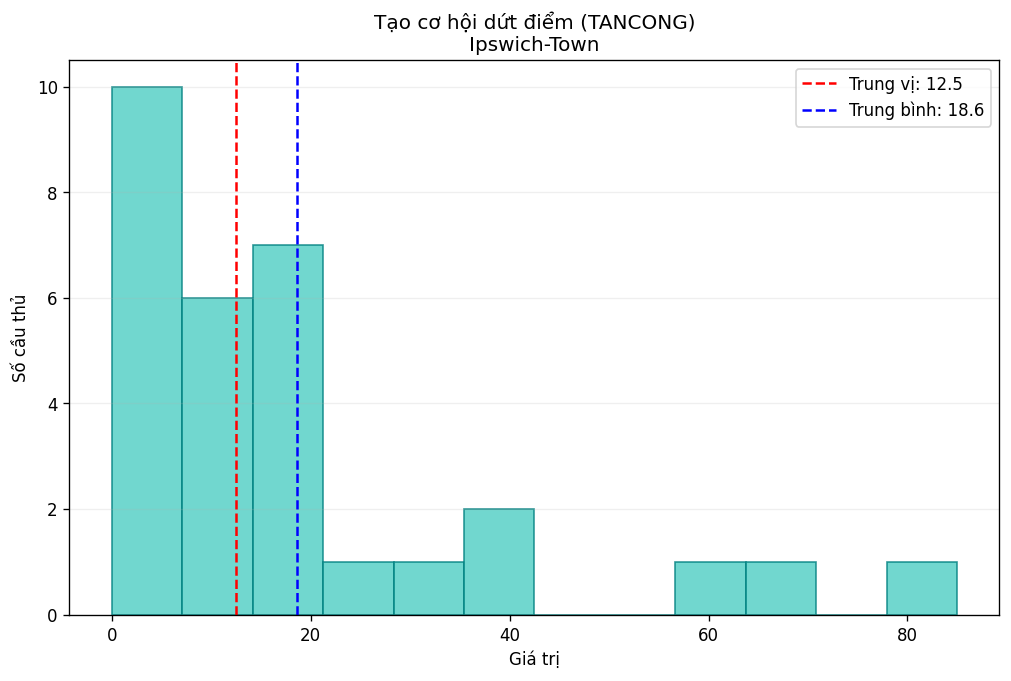 Tạo cơ hội dứt điểm (TANCONG)
Ipswich-Town
Trung vị: 12.5
Trung bình: 18.6
10
8
6
4
2
0
Số cầu thủ
0 20 40 60 80
Giá trị